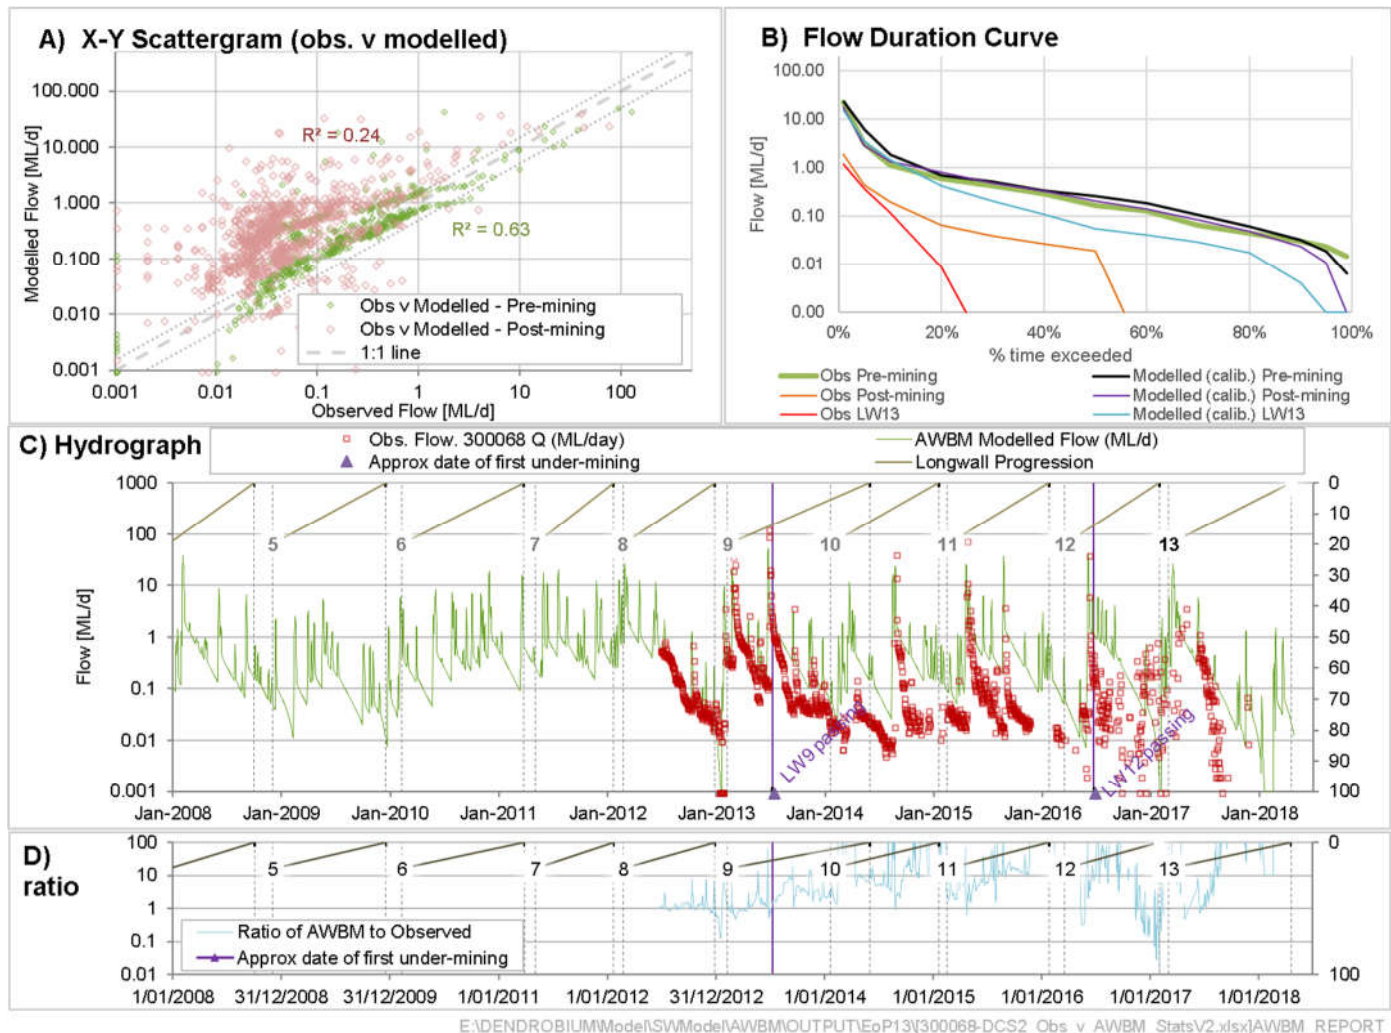 A) X-Y Scattergram (obs. v modelled)
100.000
10.000
1.000
0.100
0.010
0.001
Modelled Flow [ML/d]
R² = 0.24
R² = 0.63
Obs v Modelled - Pre-mining
Obs v Modelled - Post-mining
1:1 line
0.001 0.01 0.1 1 10 100
Observed Flow [ML/d]
B) Flow Duration Curve
100.00
10.00
1.00
0.10
0.01
0.00
Flow [ML/d]
0% 20% 40% 60% 80% 100%
% time exceeded
Obs Pre-mining Modelled (calib.) Pre-mining
Obs Post-mining Modelled (calib.) Post-mining
Obs LW13 Modelled (calib.) LW13
C) Hydrograph
Obs. Flow. 300068 Q (ML/day) AWBM Modelled Flow (ML/d)
Approx date of first under-mining Longwall Progression
1000
100
10
1
0.1
0.01
0.001
Flow [ML/d]
5 6 7 8 9 10 11 12 13
LW9 passing
LW12 passing
0
10
20
30
40
50
60
70
80
90
100
Jan-2008 Jan-2009 Jan-2010 Jan-2011 Jan-2012 Jan-2013 Jan-2014 Jan-2015 Jan-2016 Jan-2017 Jan-2018
D)
ratio
100
10
1
0.1
0.01
5 6 7 8 9 10 11 12 13
0
100
Ratio of AWBM to Observed
Approx date of first under-mining
1/01/2008 31/12/2008 31/12/2009 1/01/2011 1/01/2012 31/12/2012 1/01/2014 1/01/2015 1/01/2016 1/01/2017 1/01/2018
E:\DENDROBIUM\Model\SWModel\AWBM\OUTPUT\EoP13\[300068-DCS2_Obs_v_AWBM_StatsV2.xlsx]AWBM_REPORT